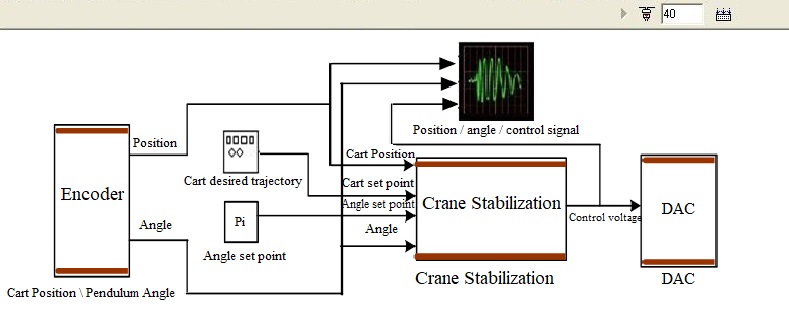 40
Position / angle / control signal
Position
Cart Position
Encoder
Cart desired trajectory
Cart set point
Angle set point
Crane Stabilization
Control voltage
DAC
Pi
Angle
Angle
Angle set point
Crane Stabilization
DAC
Cart Position \ Pendulum Angle